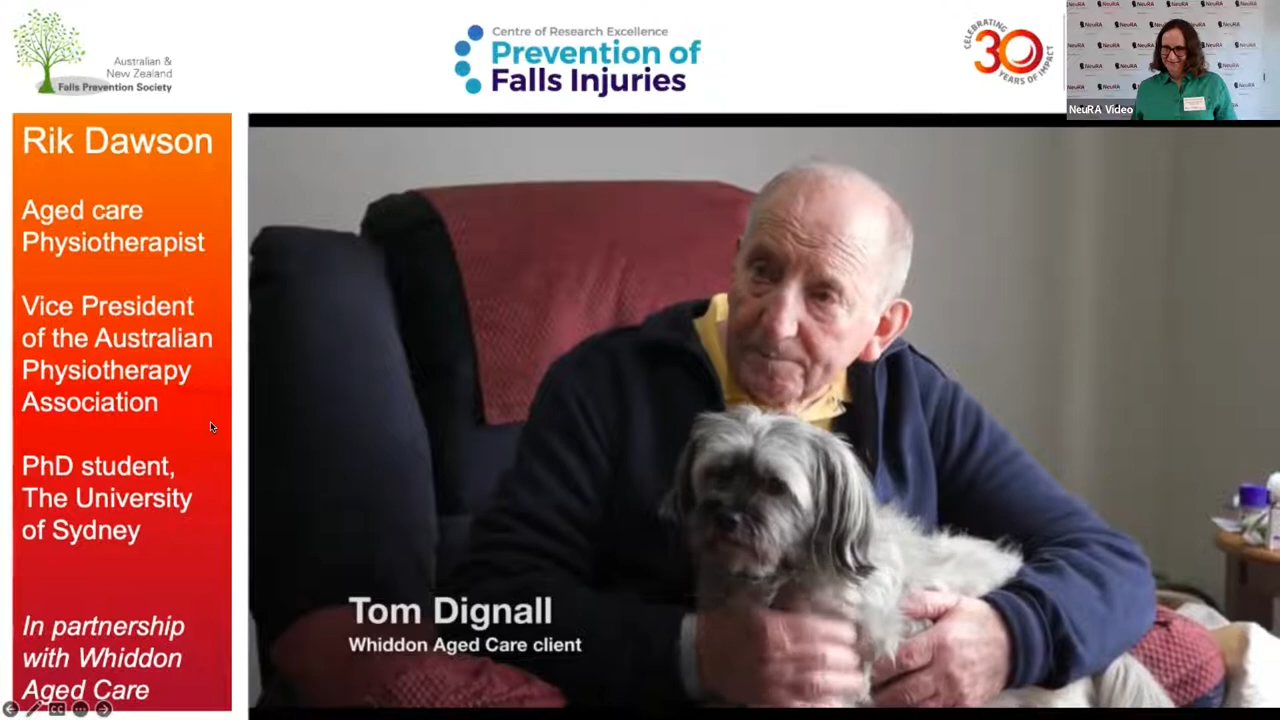 Australian &
New Zealand
Falls Prevention Society
Centre of Research Excellence
Prevention of
Falls Injuries
CELEBRATING
30
YEARS OF IMPACT
NeuRA
NeuRA Video
Rik Dawson
Aged care
Physiotherapist
Vice President
of the Australian
Physiotherapy
Association
PhD student,
The University
of Sydney
In partnership
with Whiddon
Aged Care
Tom Dignall
Whiddon Aged Care client
CC